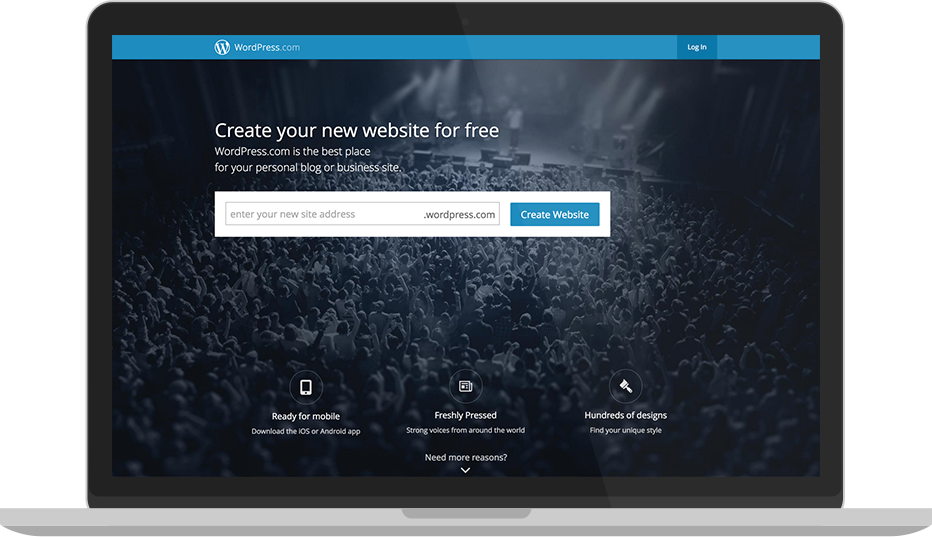 WordPress.com
Log In
Create your new website for free
WordPress.com is the best place
for your personal blog or business site.
enter your new site address
.wordpress.com
Create Website
Ready for mobile
Download the iOS or Android app
Freshly Pressed
Strong voices from around the world
Hundreds of designs
Find your unique style
Need more reasons?